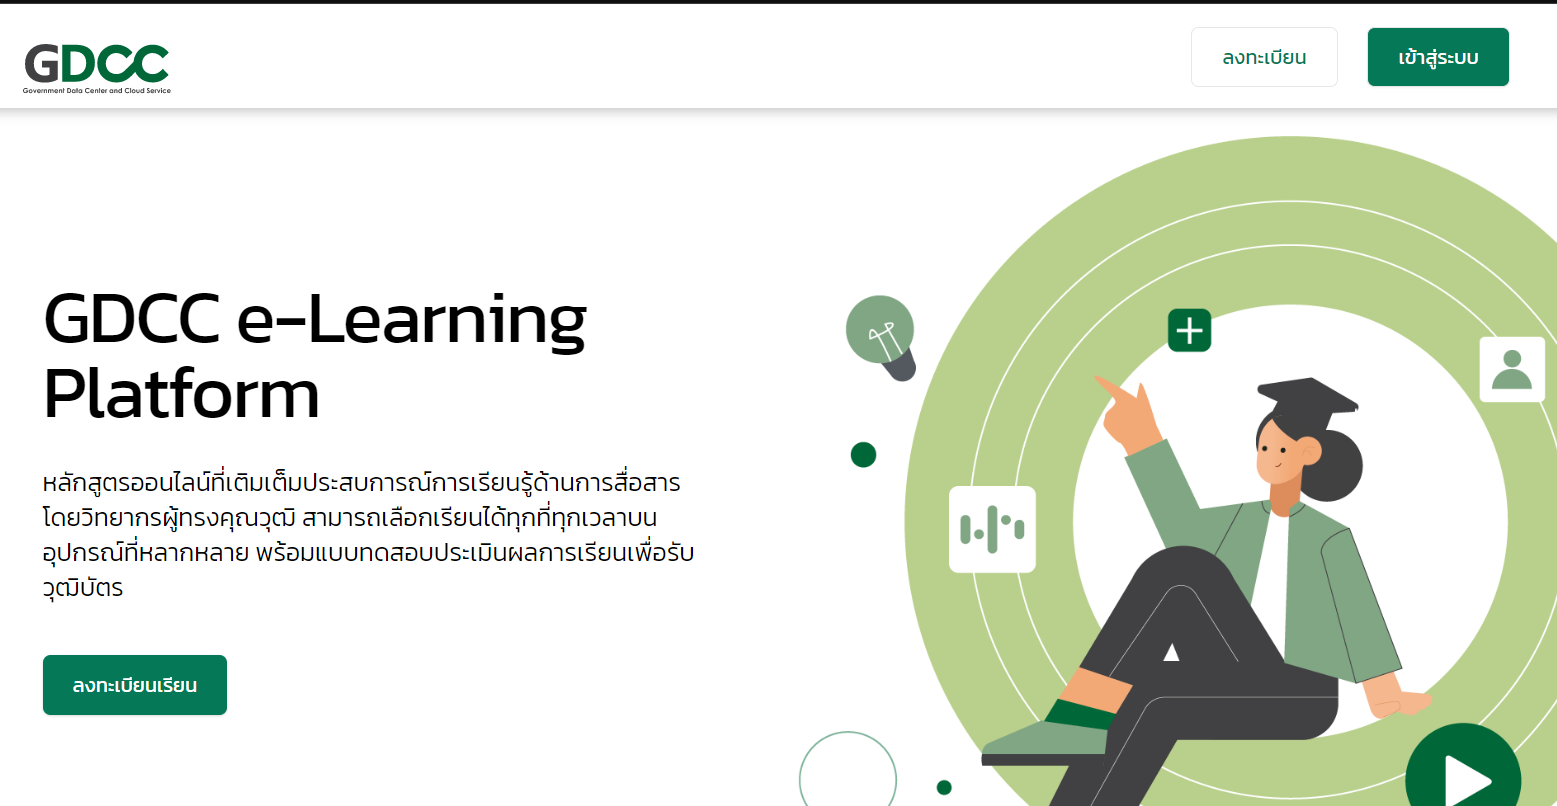 GDCC
Government Data Center and Cloud Service
ลงทะเบียน
เข้าสู่ระบบ
GDCC e-Learning
Platform
หลักสูตรออนไลน์ที่เติมเต็มประสบการณ์การเรียนรู้ด้านการสื่อสาร
โดยวิทยากรผู้ทรงคุณวุฒิ สามารถเลือกเรียนได้ทุกที่ทุกเวลาบน
อุปกรณ์ที่หลากหลาย พร้อมแบบทดสอบประเมินผลการเรียนเพื่อรับ
วุฒิบัตร
ลงทะเบียนเรียน